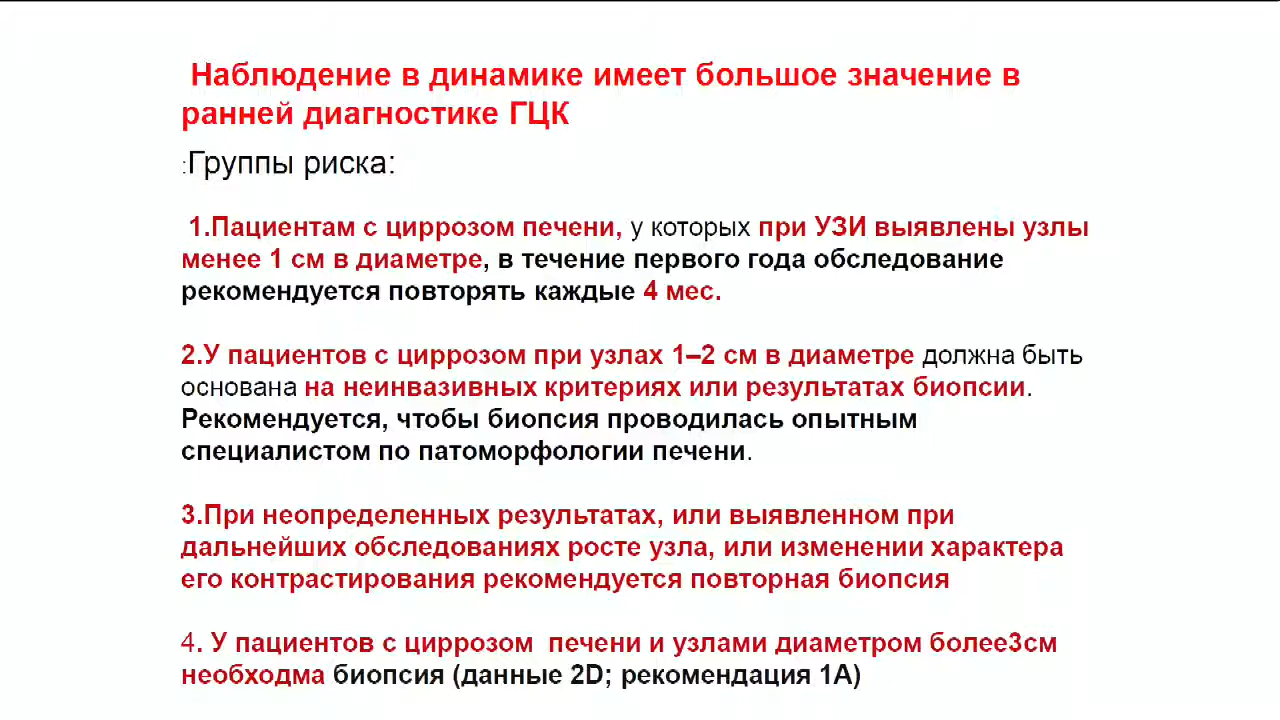 Наблюдение в динамике имеет большое значение в
ранней диагностике ГЦК
:Группы риска:
1.Пациентам с циррозом печени, у которых при УЗИ выявлены узлы
менее 1 см в диаметре, в течение первого года обследование
рекомендуется повторять каждые 4 мес.
2.У пациентов с циррозом при узлах 1–2 см в диаметре должна быть
основана на неинвазивных критериях или результатах биопсии.
Рекомендуется, чтобы биопсия проводилась опытным
специалистом по патоморфологии печени.
3.При неопределенных результатах, или выявленном при
дальнейших обследованиях росте узла, или изменении характера
его контрастирования рекомендуется повторная биопсия
4. У пациентов с циррозом печени и узлами диаметром более3см
необходма биопсия (данные 2D; рекомендация 1A)